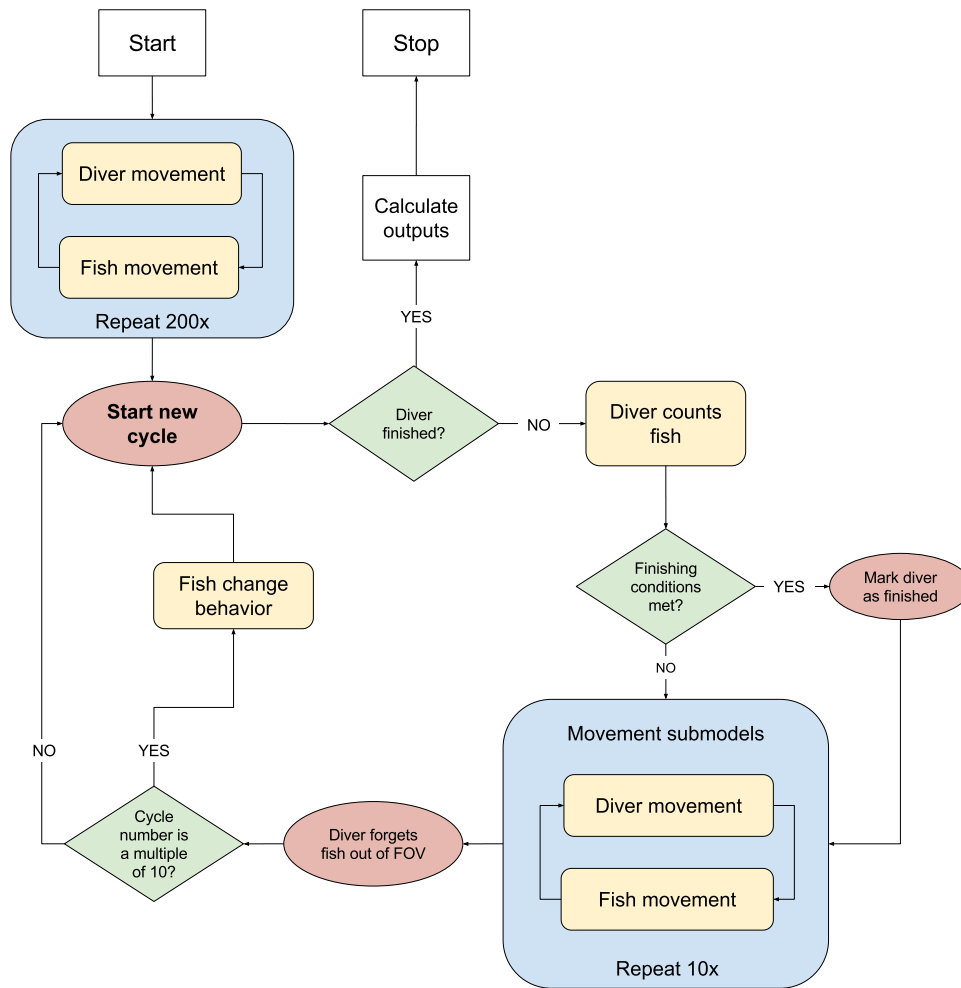 Start
Stop
Diver movement
Fish movement
Repeat 200x
Calculate
outputs
YES
Start new
cycle
Diver
finished?
NO
Diver counts
fish
Finishing
conditions
met?
YES
Mark diver
as finished
NO
Fish change
behavior
Movement submodels
Diver movement
Fish movement
Repeat 10x
Diver forgets
fish out of FOV
Cycle
number is
a multiple
of 10?
YES
NO